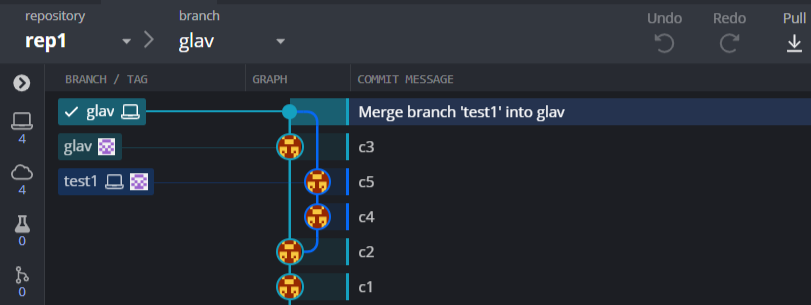 repository branch Undo Redo Pull
rep1 glav
BRANCH / TAG GRAPH COMMIT MESSAGE
glav Merge branch 'test1' into glav
4
glav c3
test1 c5
4
c4
0
c2
c1
0